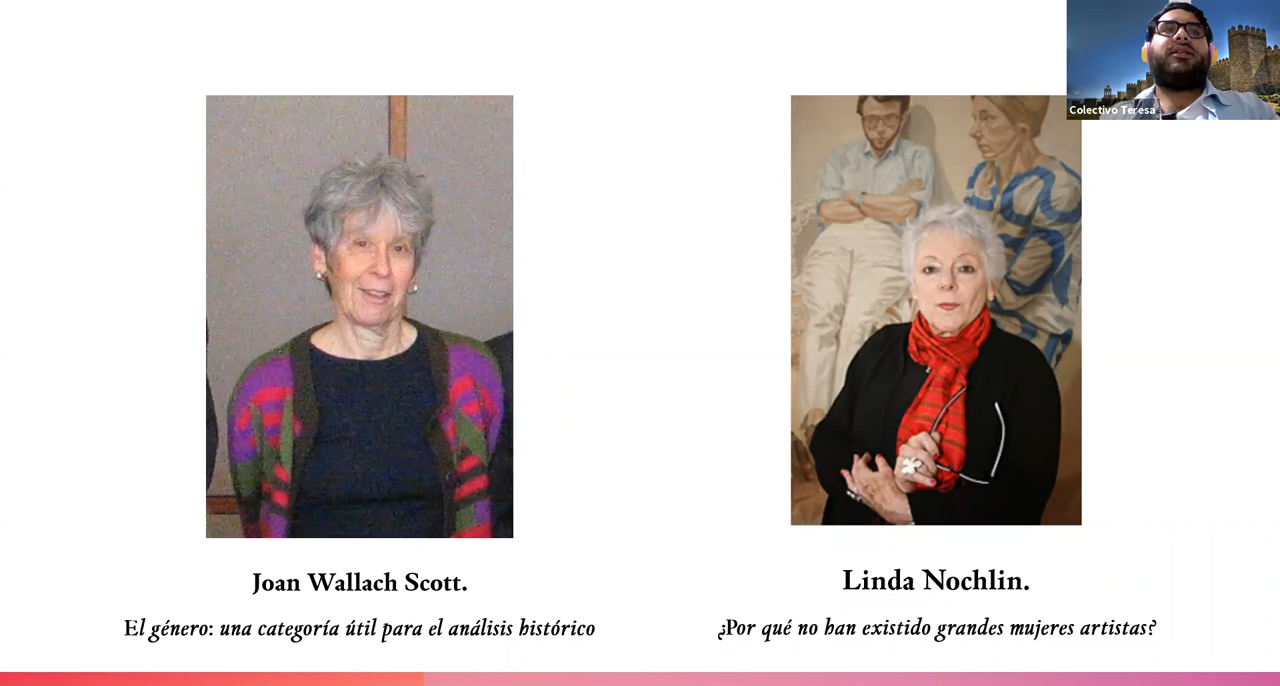 Colectivo Teresa
Joan Wallach Scott.
El género: una categoría útil para el análisis histórico
Linda Nochlin.
¿Por qué no han existido grandes mujeres artistas?